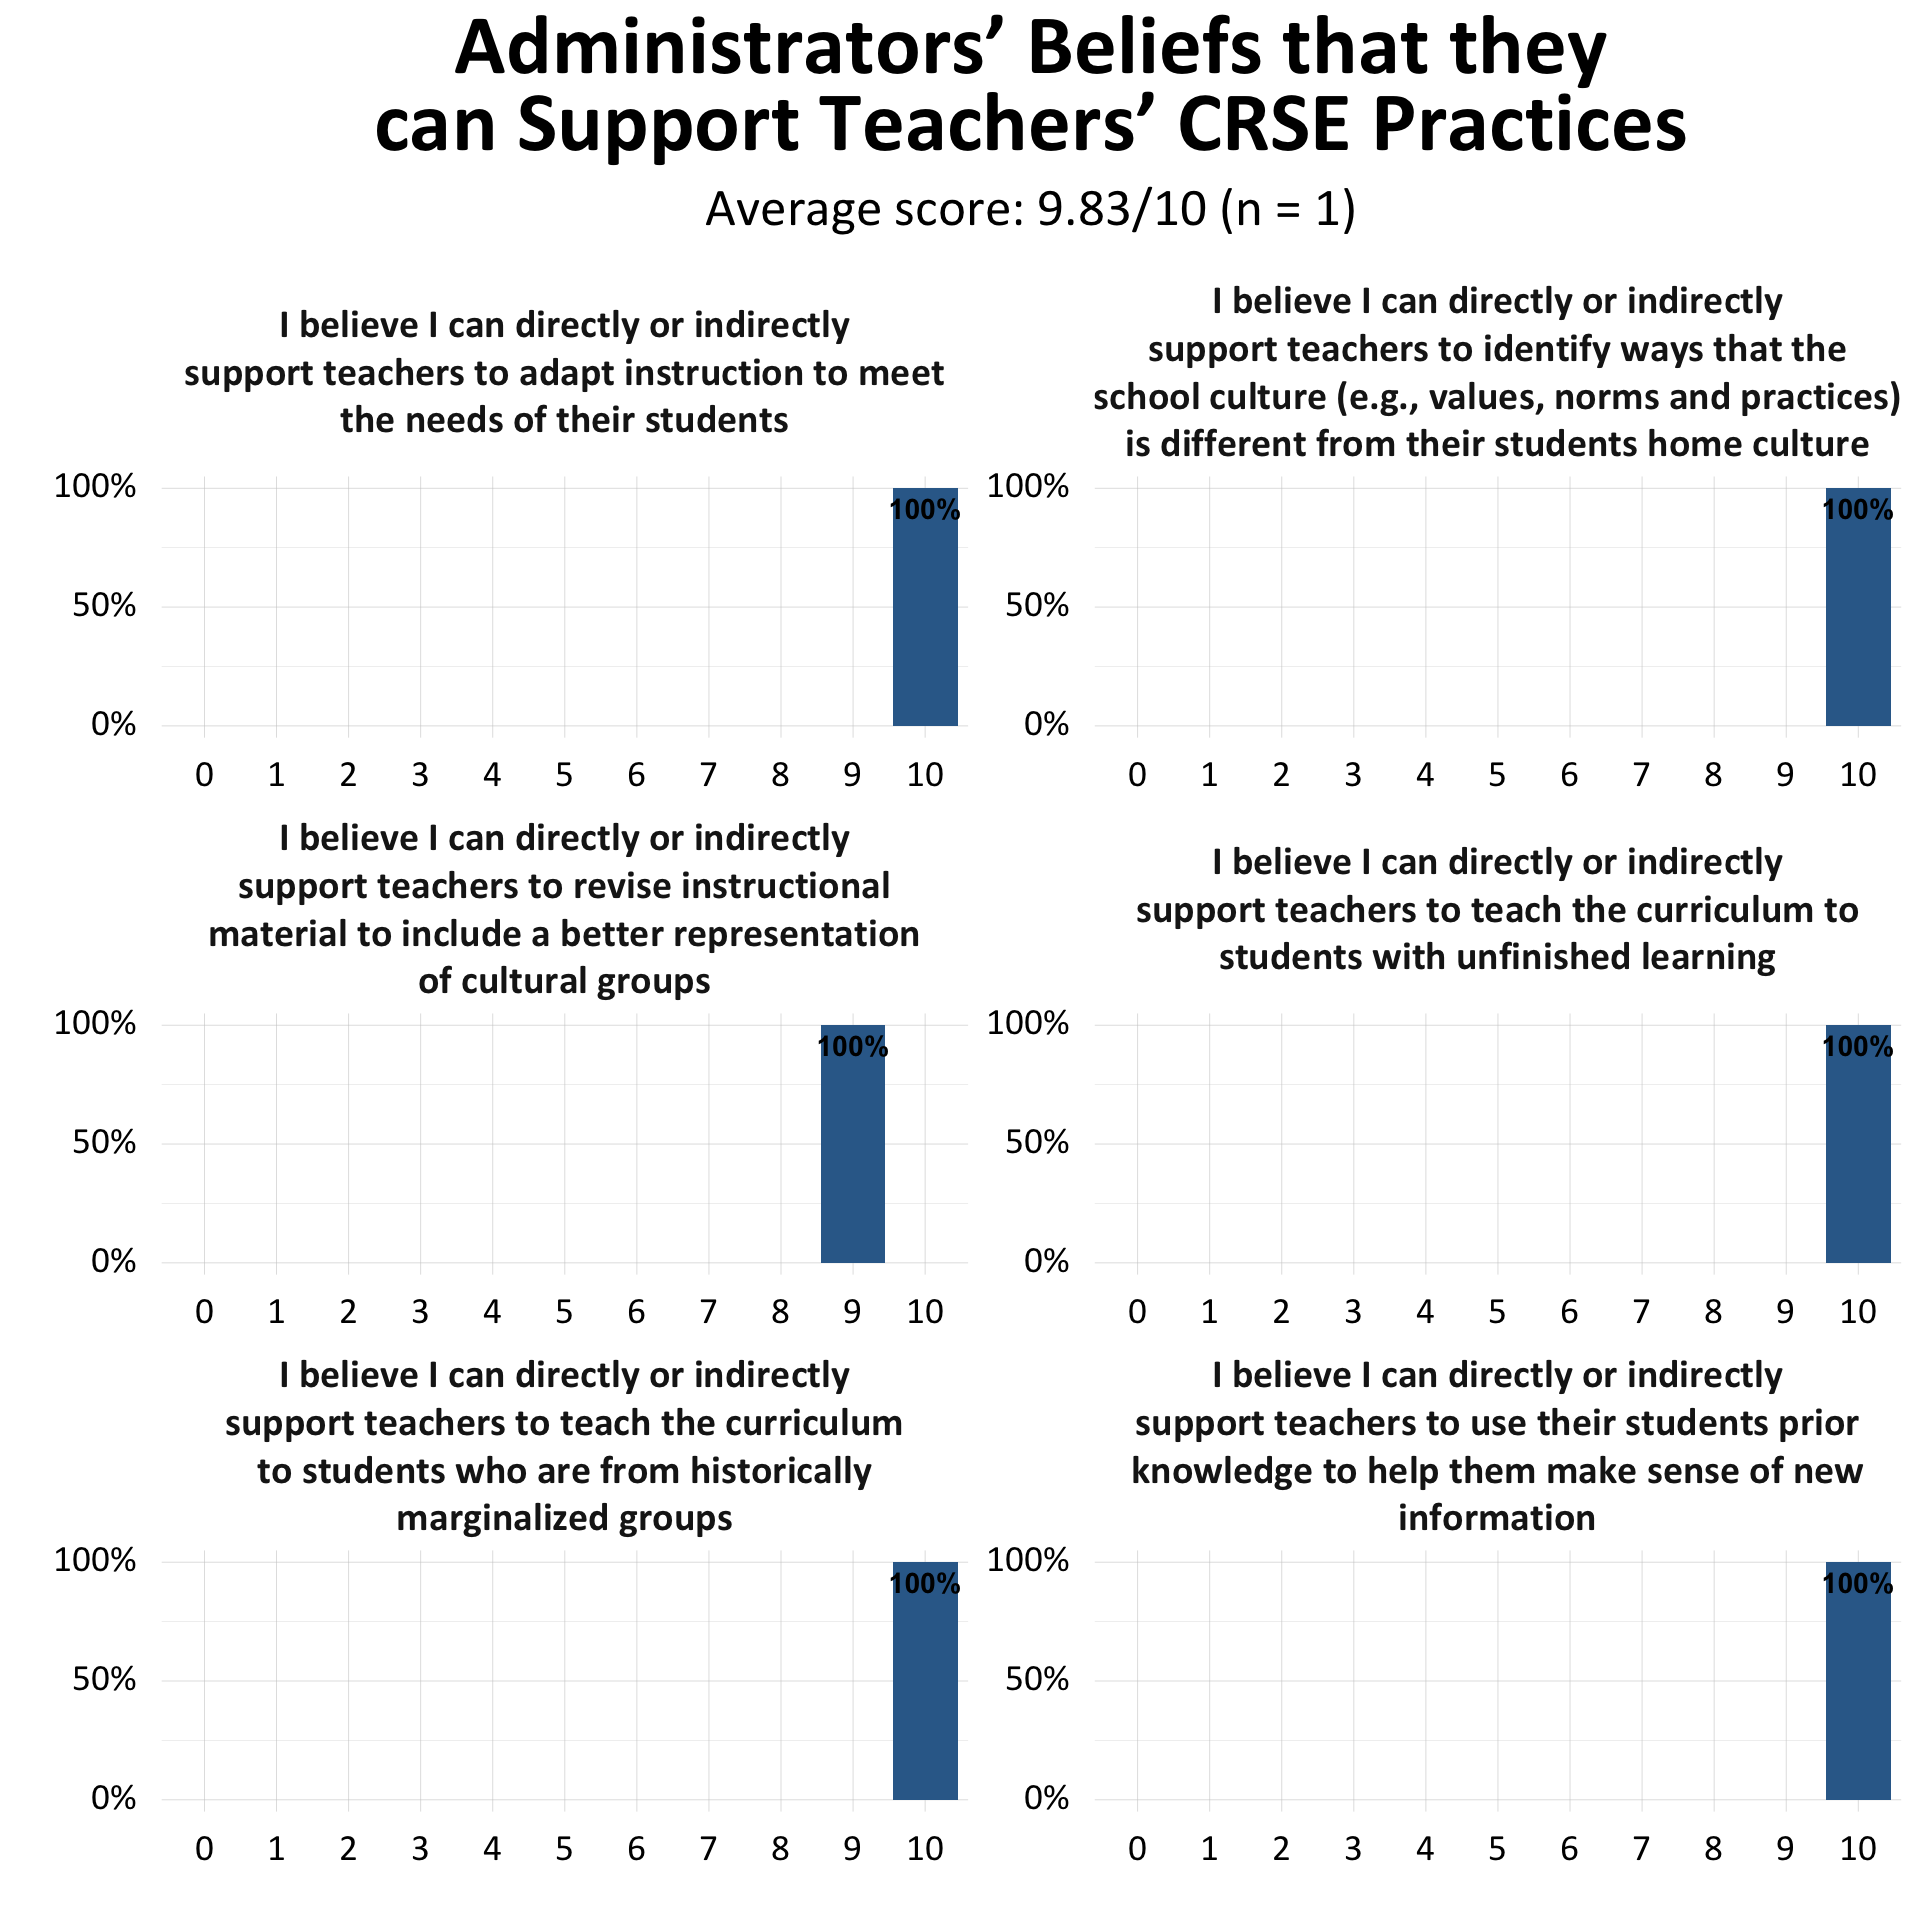 Administrators’ Beliefs that they
can Support Teachers’ CRSE Practices
Average score: 9.83/10 (n = 1)
I believe I can directly or indirectly
support teachers to adapt instruction to meet
the needs of their students
100%
100%
50%
0%
0 1 2 3 4 5 6 7 8 9 10
I believe I can directly or indirectly
support teachers to identify ways that the
school culture (e.g., values, norms and practices)
is different from their students home culture
100%
100%
50%
0%
0 1 2 3 4 5 6 7 8 9 10
I believe I can directly or indirectly
support teachers to revise instructional
material to include a better representation
of cultural groups
100%
100%
50%
0%
0 1 2 3 4 5 6 7 8 9 10
I believe I can directly or indirectly
support teachers to teach the curriculum to
students with unfinished learning
100%
100%
50%
0%
0 1 2 3 4 5 6 7 8 9 10
I believe I can directly or indirectly
support teachers to teach the curriculum
to students who are from historically
marginalized groups
100%
100%
50%
0%
0 1 2 3 4 5 6 7 8 9 10
I believe I can directly or indirectly
support teachers to use their students prior
knowledge to help them make sense of new
information
100%
100%
50%
0%
0 1 2 3 4 5 6 7 8 9 10